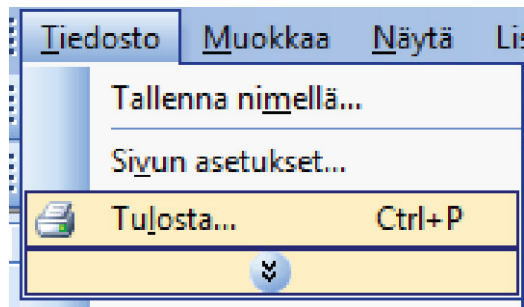 Tiedosto Muokkaa Näytä
Tallenna nimellä...
Sivun asetukset...
Tulosta... Ctrl+P